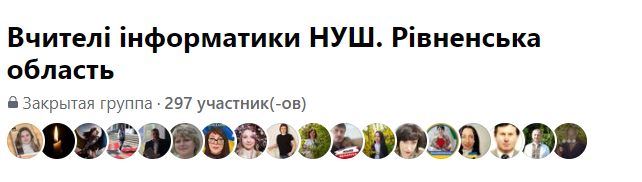 Вчителі інформатики НУШ. Рівненська
область
Закрытая группа · 297 участник(-ов)